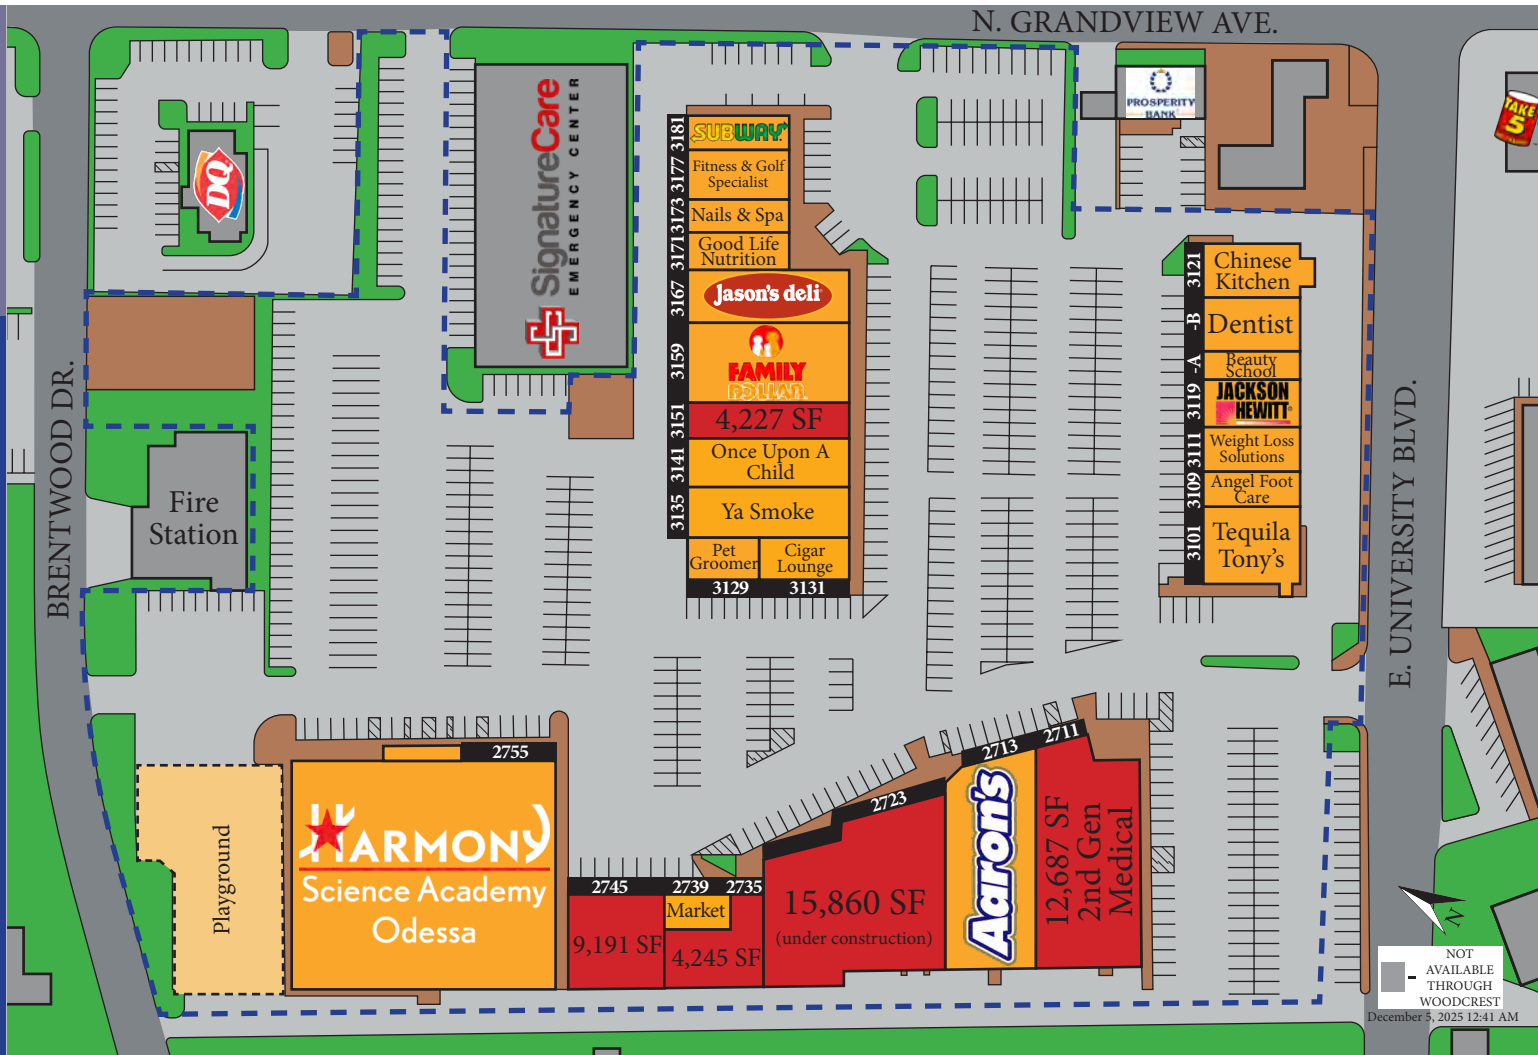 N. GRANDVIEW AVE.
BRENTWOOD DR.
E. UNIVERSITY BLVD.
DQ
SignatureCare
EMERGENCY CENTER
PROSPERITY
BANK
TAKE
5
3181
SUBWAY
3177
Fitness & Golf
Specialist
3173
Nails & Spa
3171
Good Life
Nutrition
3167
Jason's deli
3159
FAMILY
DOLLAR
3151
4,227 SF
3141
Once Upon A
Child
3135
Ya Smoke
Pet
Groomer
Cigar
Lounge
3129
3131
3121
Chinese
Kitchen
-B
Dentist
-A
Beauty
School
3119
JACKSON
HEWITT
3111
Weight Loss
Solutions
3109
Angel Foot
Care
3101
Tequila
Tony's
Fire
Station
Playground
2755
HARMONY
Science Academy
Odessa
2745
9,191 SF
2739
Market
2735
4,245 SF
2723
15,860 SF
(under construction)
2713
Aaron's
2711
12,687 SF
2nd Gen
Medical
N
-
NOT
AVAILABLE
THROUGH
WOODCREST
December 5, 2025 12:41 AM